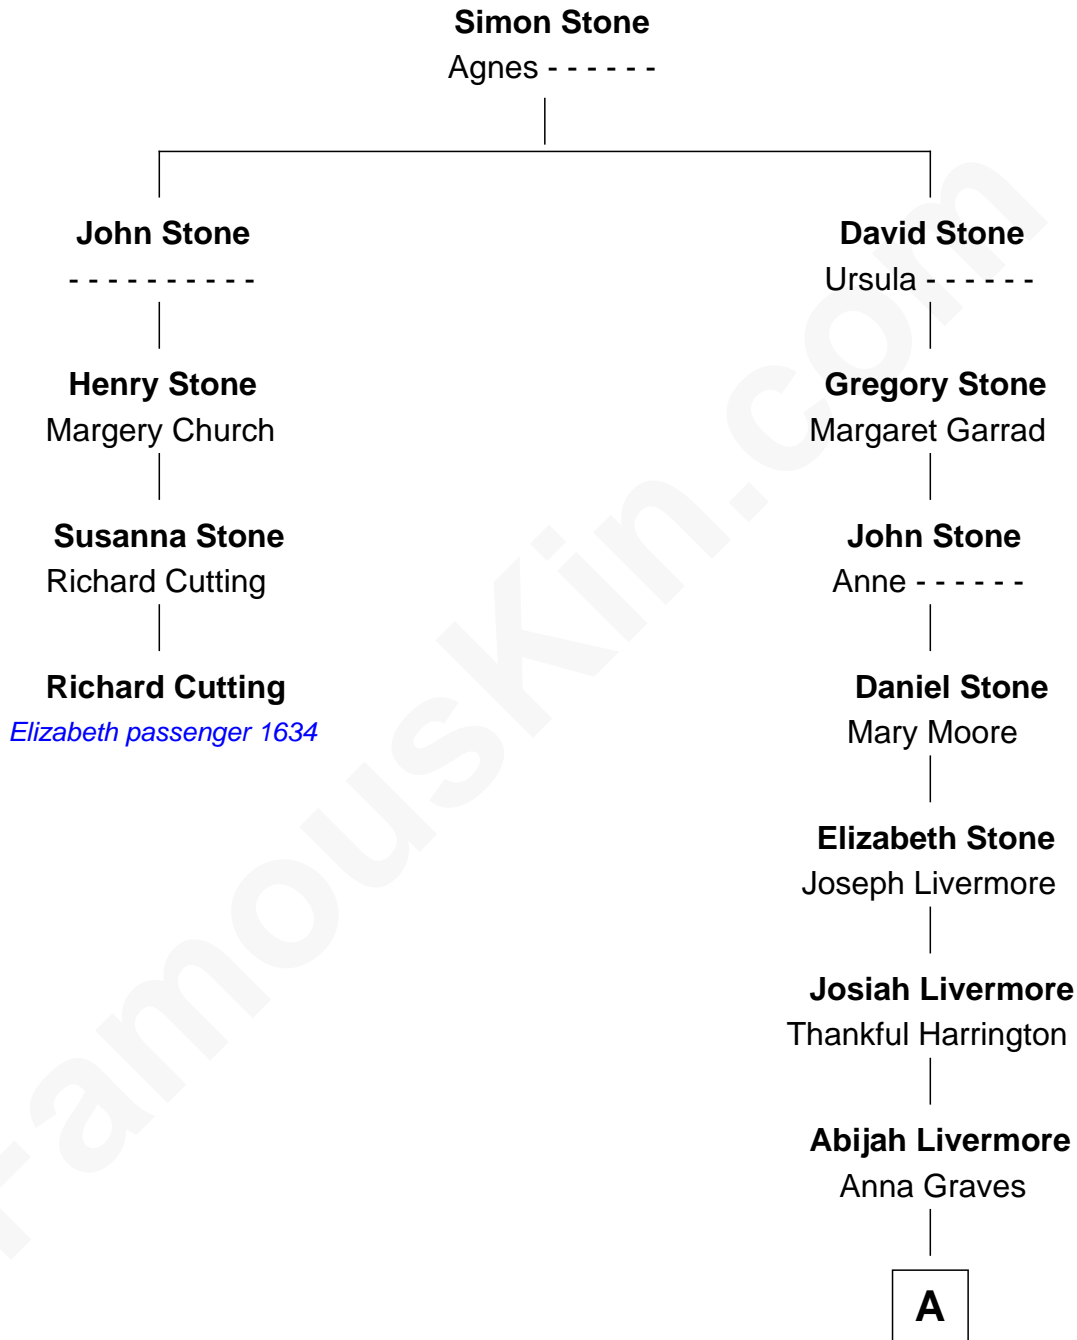 Simon Stone
Agnes - - - - - -
John Stone
- - - - - - - - - -
David Stone
Ursula - - - - - -
Henry Stone
Margery Church
Gregory Stone
Margaret Garrad
Susanna Stone
Richard Cutting
John Stone
Anne - - - - - -
Richard Cutting
Elizabeth passenger 1634
Daniel Stone
Mary Moore
Elizabeth Stone
Joseph Livermore
Josiah Livermore
Thankful Harrington
Abijah Livermore
Anna Graves
A
FamousKin.com